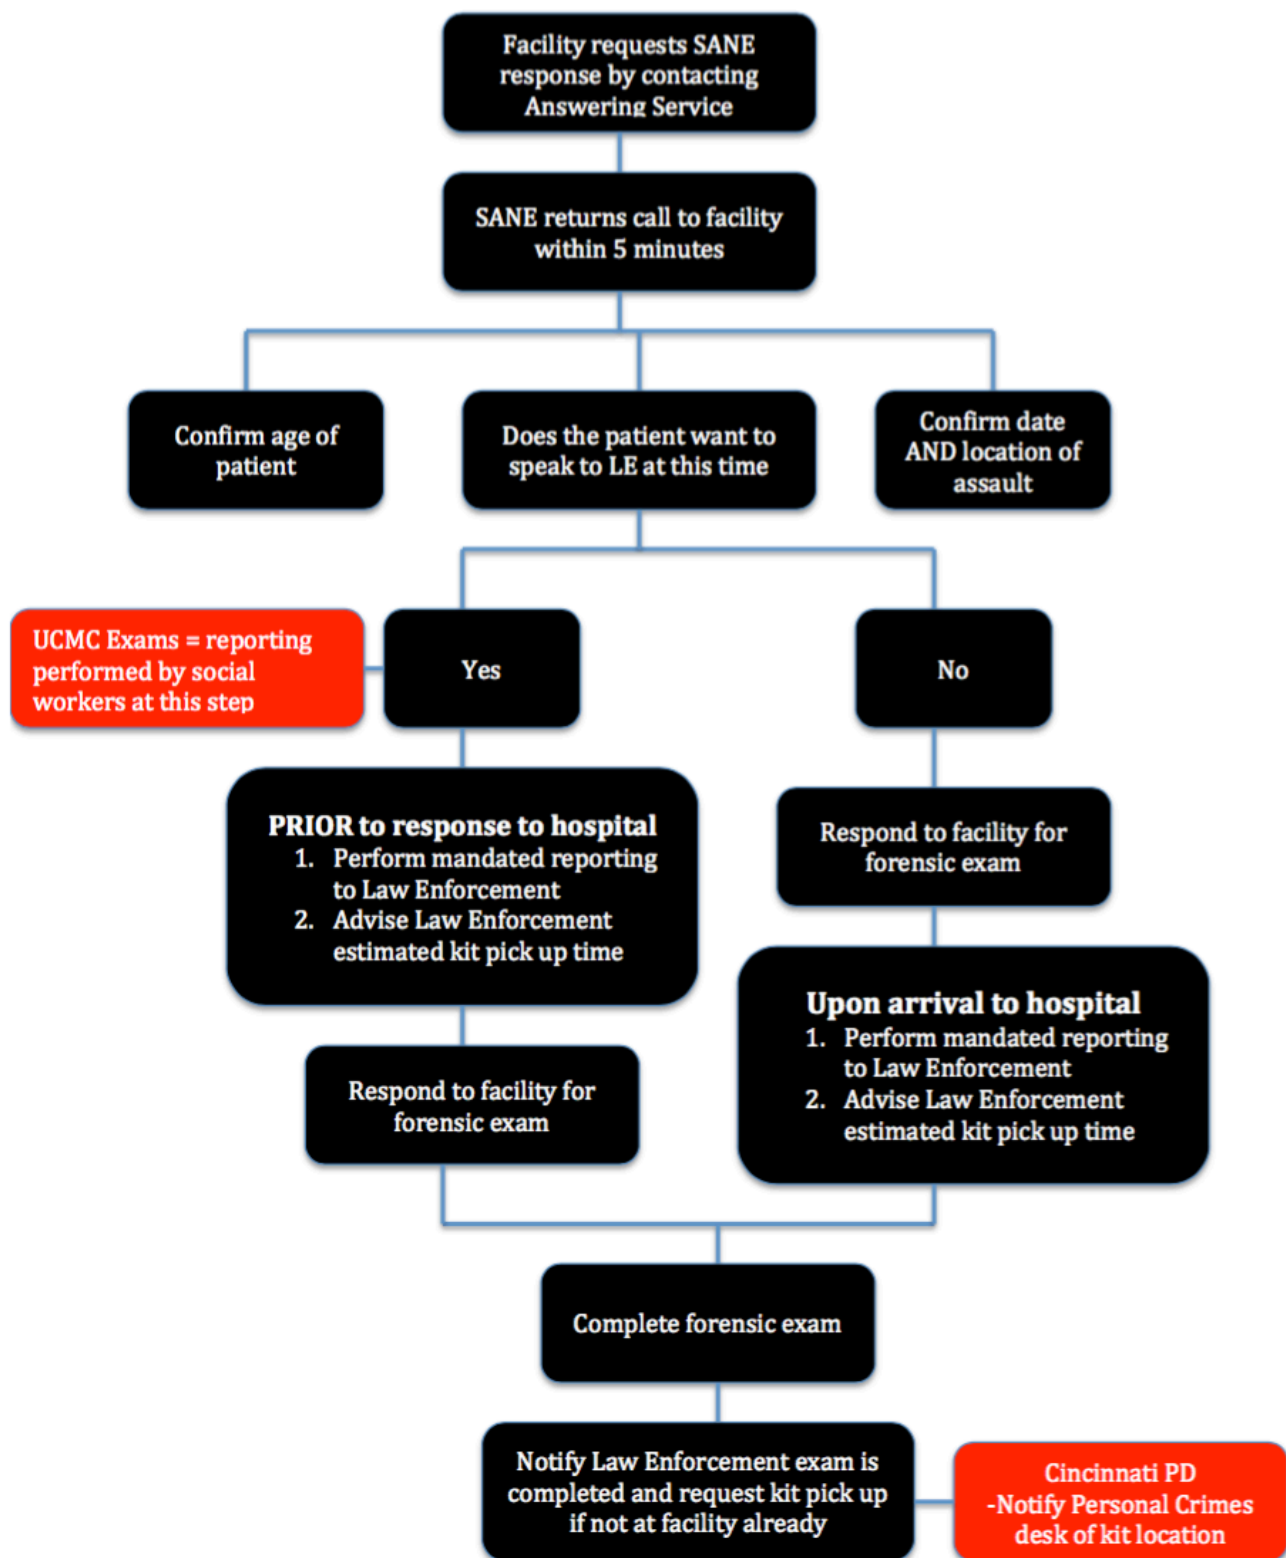 Facility requests SANE
response by contacting
Answering Service
SANE returns call to facility
within 5 minutes
Confirm age of
patient
Does the patient want to
speak to LE at this time
Confirm date
AND location of
assault
UCMC Exams = reporting
performed by social
workers at this step
Yes
No
PRIOR to response to hospital
1. Perform mandated reporting
to Law Enforcement
2. Advise Law Enforcement
estimated kit pick up time
Respond to facility for
forensic exam
Upon arrival to hospital
1. Perform mandated reporting
to Law Enforcement
2. Advise Law Enforcement
estimated kit pick up time
Respond to facility for
forensic exam
Complete forensic exam
Notify Law Enforcement exam is
completed and request kit pick up
if not at facility already
Cincinnati PD
-Notify Personal Crimes
desk of kit location